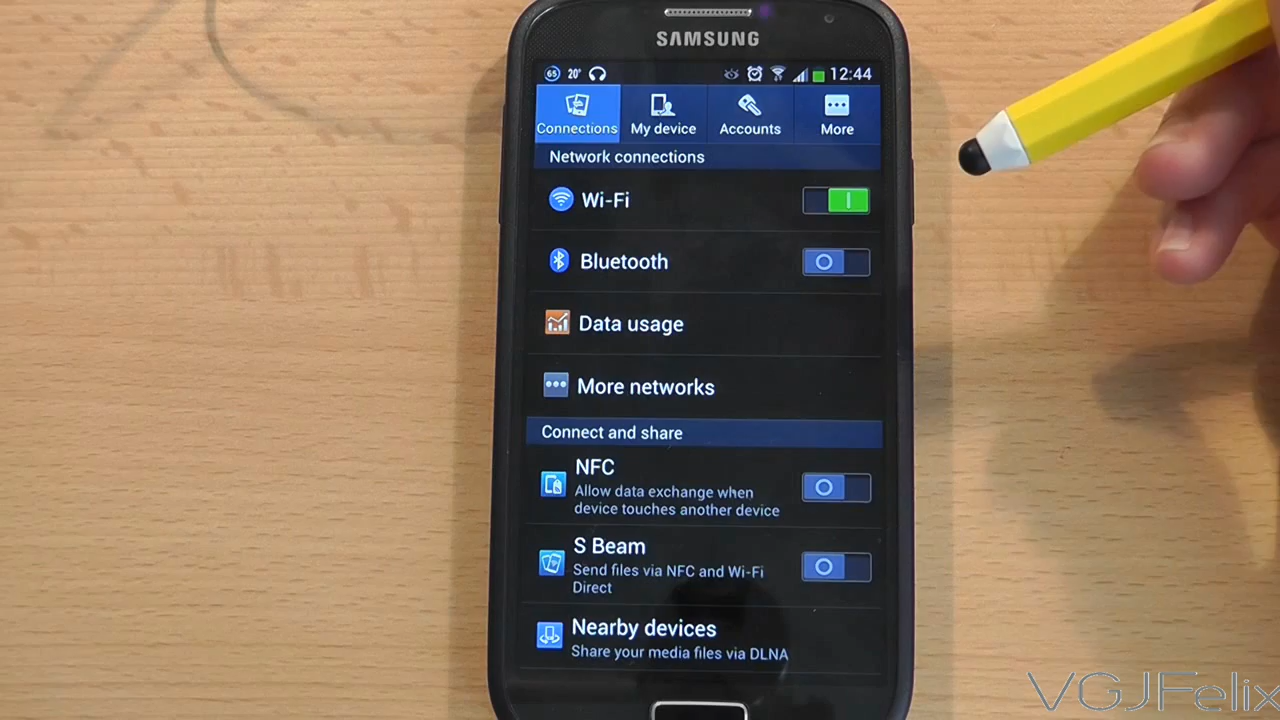 SAMSUNG
65 20° 12:44
Connections My device Accounts More
Network connections
Wi-Fi
Bluetooth
Data usage
More networks
Connect and share
NFC
Allow data exchange when
device touches another device
S Beam
Send files via NFC and Wi-Fi
Direct
Nearby devices
Share your media files via DLNA
VGJFelix